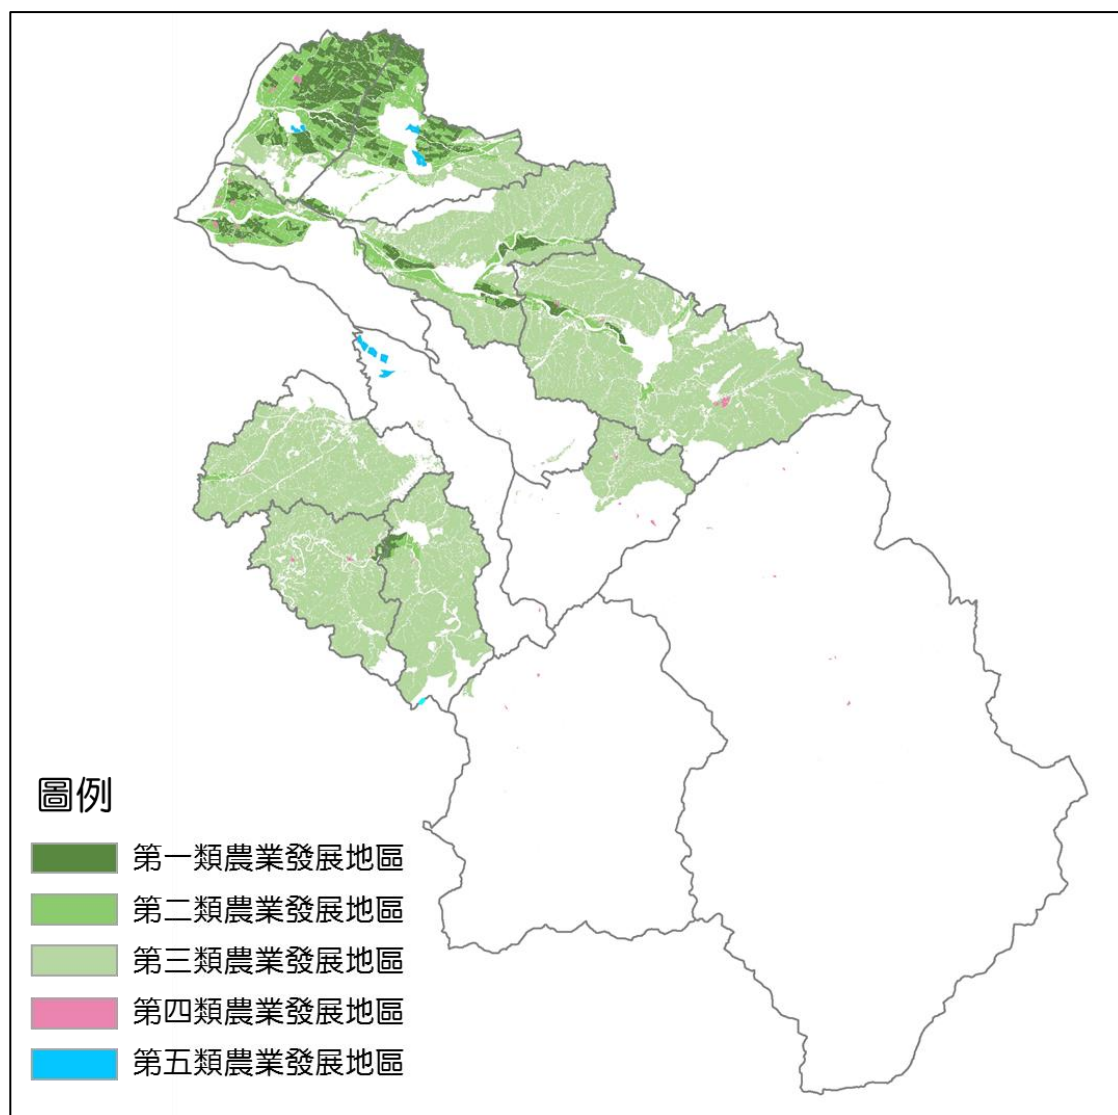 圖例
第一類農業發展地區
第二類農業發展地區
第三類農業發展地區
第四類農業發展地區
第五類農業發展地區